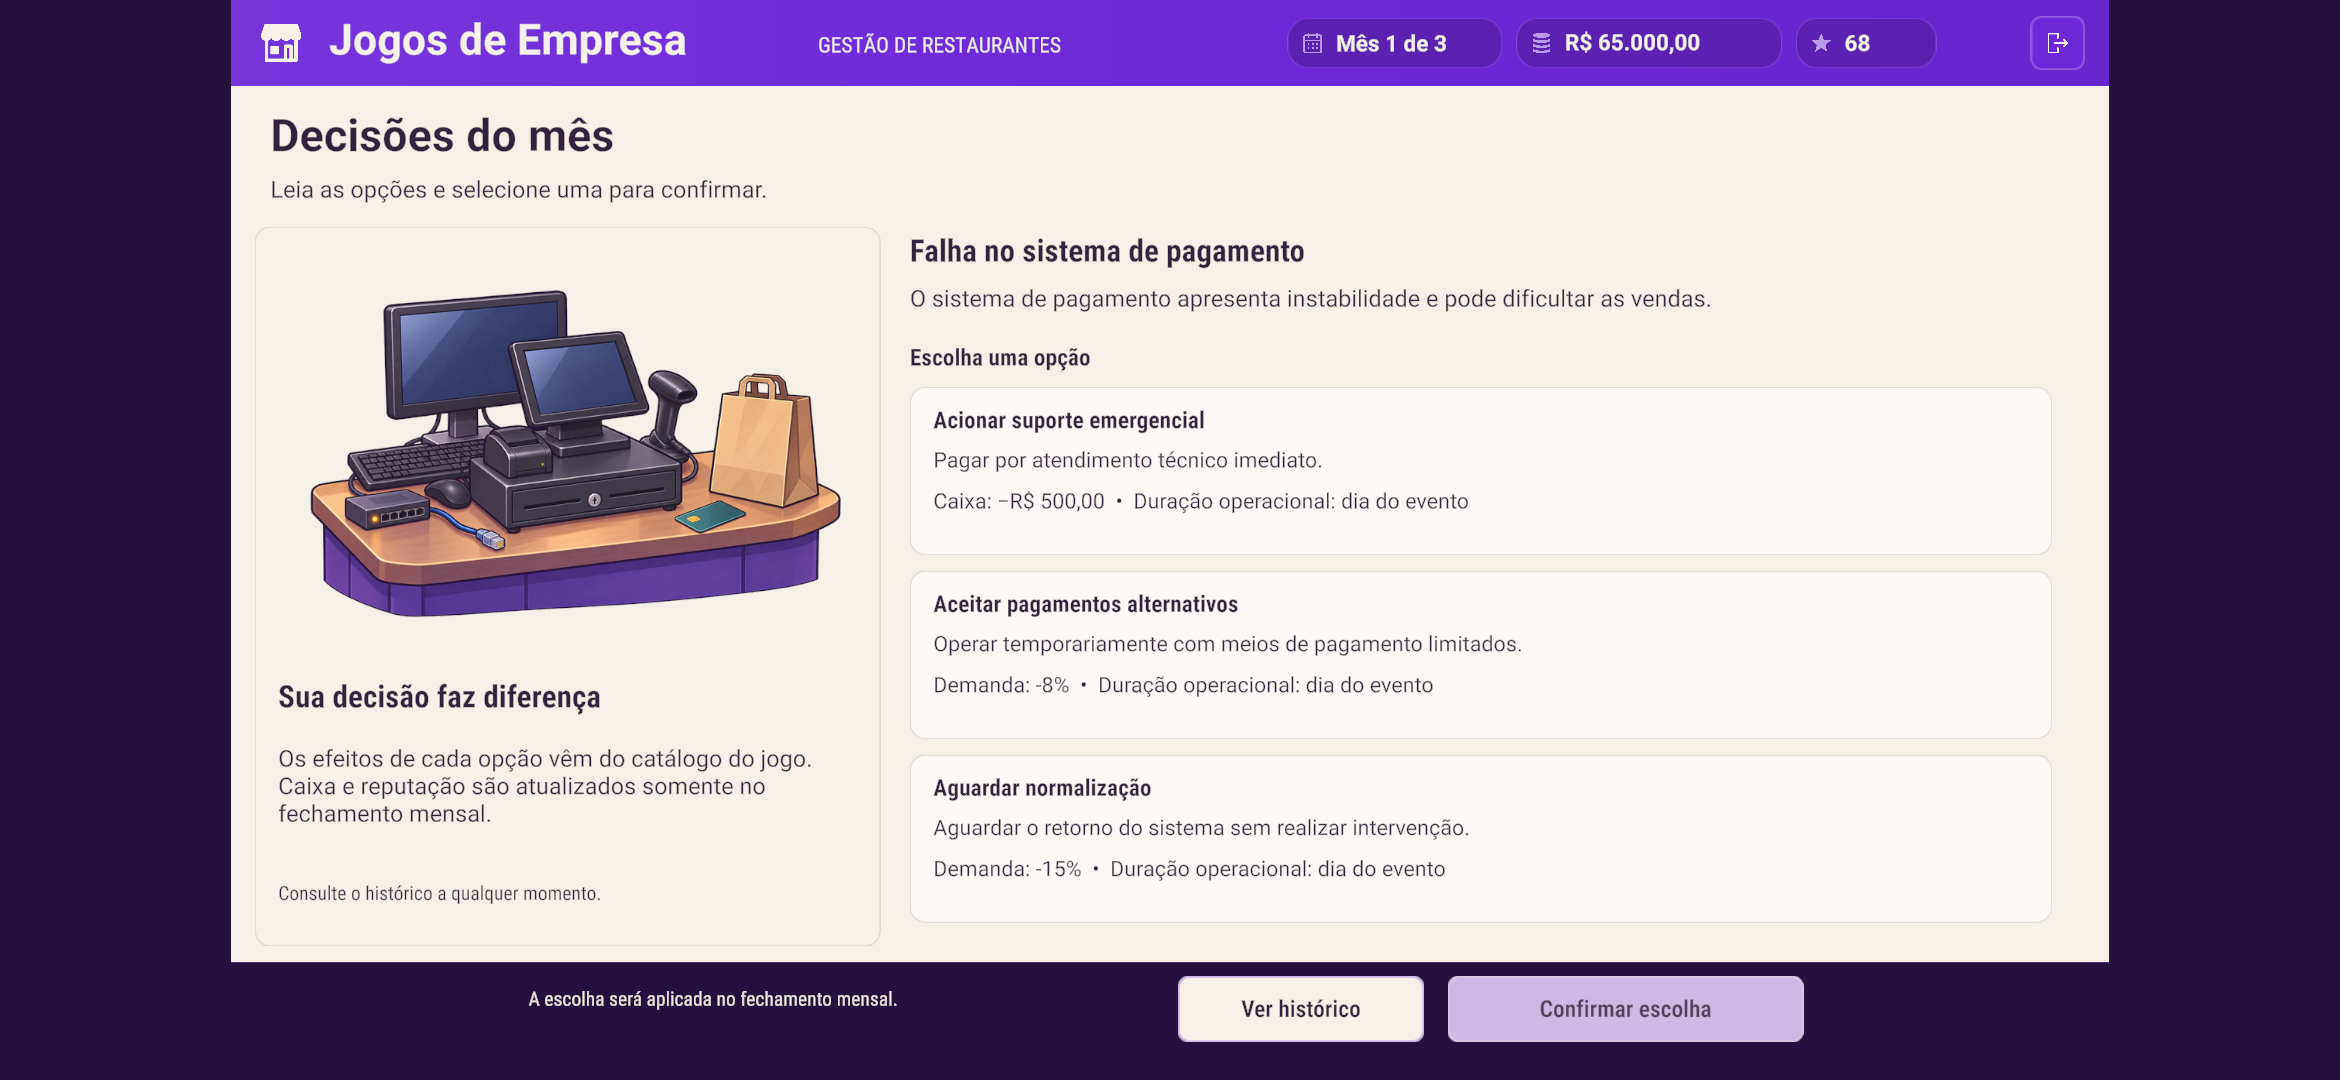 Jogos de Empresa
GESTÃO DE RESTAURANTES
Mês 1 de 3
R$ 65.000,00
68
Decisões do mês
Leia as opções e selecione uma para confirmar.
Sua decisão faz diferença
Os efeitos de cada opção vêm do catálogo do jogo.
Caixa e reputação são atualizados somente no
fechamento mensal.
Consulte o histórico a qualquer momento.
Falha no sistema de pagamento
O sistema de pagamento apresenta instabilidade e pode dificultar as vendas.
Escolha uma opção
Acionar suporte emergencial
Pagar por atendimento técnico imediato.
Caixa: −R$ 500,00 • Duração operacional: dia do evento
Aceitar pagamentos alternativos
Operar temporariamente com meios de pagamento limitados.
Demanda: -8% • Duração operacional: dia do evento
Aguardar normalização
Aguardar o retorno do sistema sem realizar intervenção.
Demanda: -15% • Duração operacional: dia do evento
A escolha será aplicada no fechamento mensal.
Ver histórico
Confirmar escolha